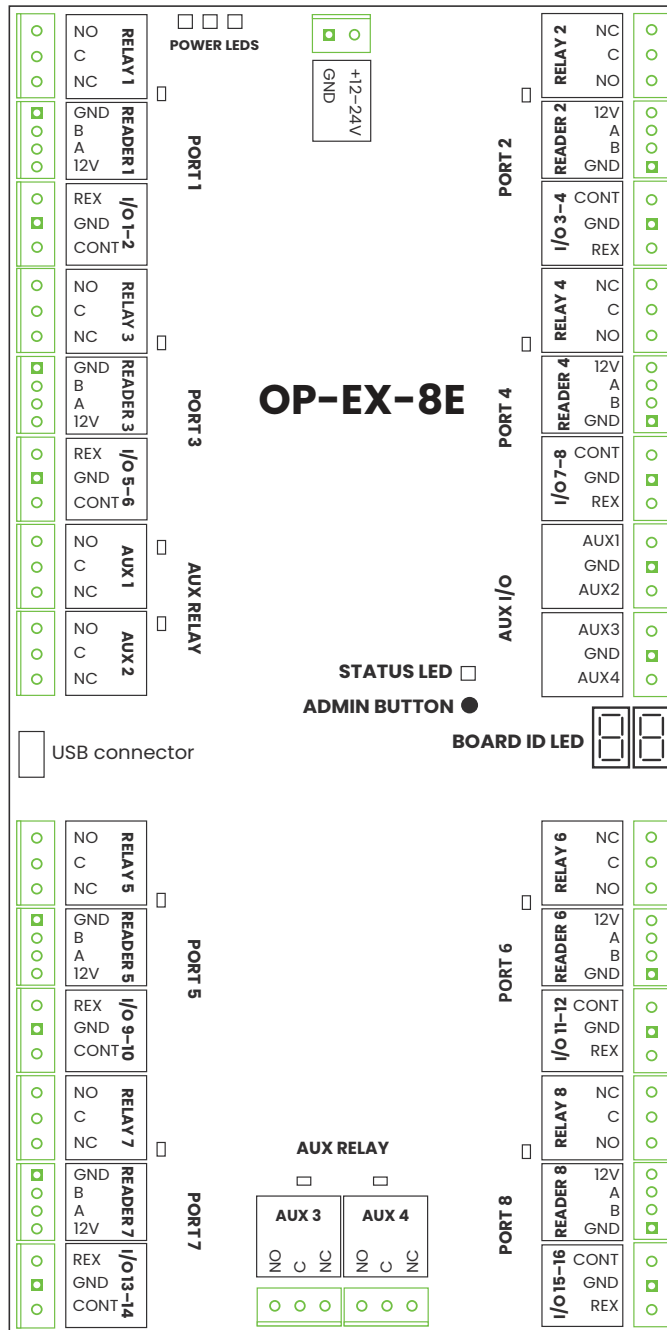 NO
C
NC
RELAY 1
POWER LEDS
GND
+12-24V
RELAY 2
NC
C
NO
GND
B
A
12V
READER 1
PORT 1
PORT 2
READER 2
12V
A
B
GND
REX
GND
CONT
I/O 1-2
I/O 3-4
CONT
GND
REX
NO
C
NC
RELAY 3
RELAY 4
NC
C
NO
GND
B
A
12V
READER 3
PORT 3
OP-EX-8E
PORT 4
READER 4
12V
A
B
GND
REX
GND
CONT
I/O 5-6
I/O 7-8
CONT
GND
REX
NO
C
NC
AUX 1
AUX RELAY
AUX I/O
AUX1
GND
AUX2
NO
C
NC
AUX 2
AUX3
GND
AUX4
STATUS LED
ADMIN BUTTON
USB connector
BOARD ID LED
NO
C
NC
RELAY 5
RELAY 6
NC
C
NO
GND
B
A
12V
READER 5
PORT 5
PORT 6
READER 6
12V
A
B
GND
REX
GND
CONT
I/O 9-10
I/O 11-12
CONT
GND
REX
NO
C
NC
RELAY 7
RELAY 8
NC
C
NO
GND
B
A
12V
READER 7
PORT 7
AUX RELAY
AUX 3
NO
C
NC
AUX 4
NO
C
NC
PORT 8
READER 8
12V
A
B
GND
REX
GND
CONT
I/O 13-14
I/O 15-16
CONT
GND
REX